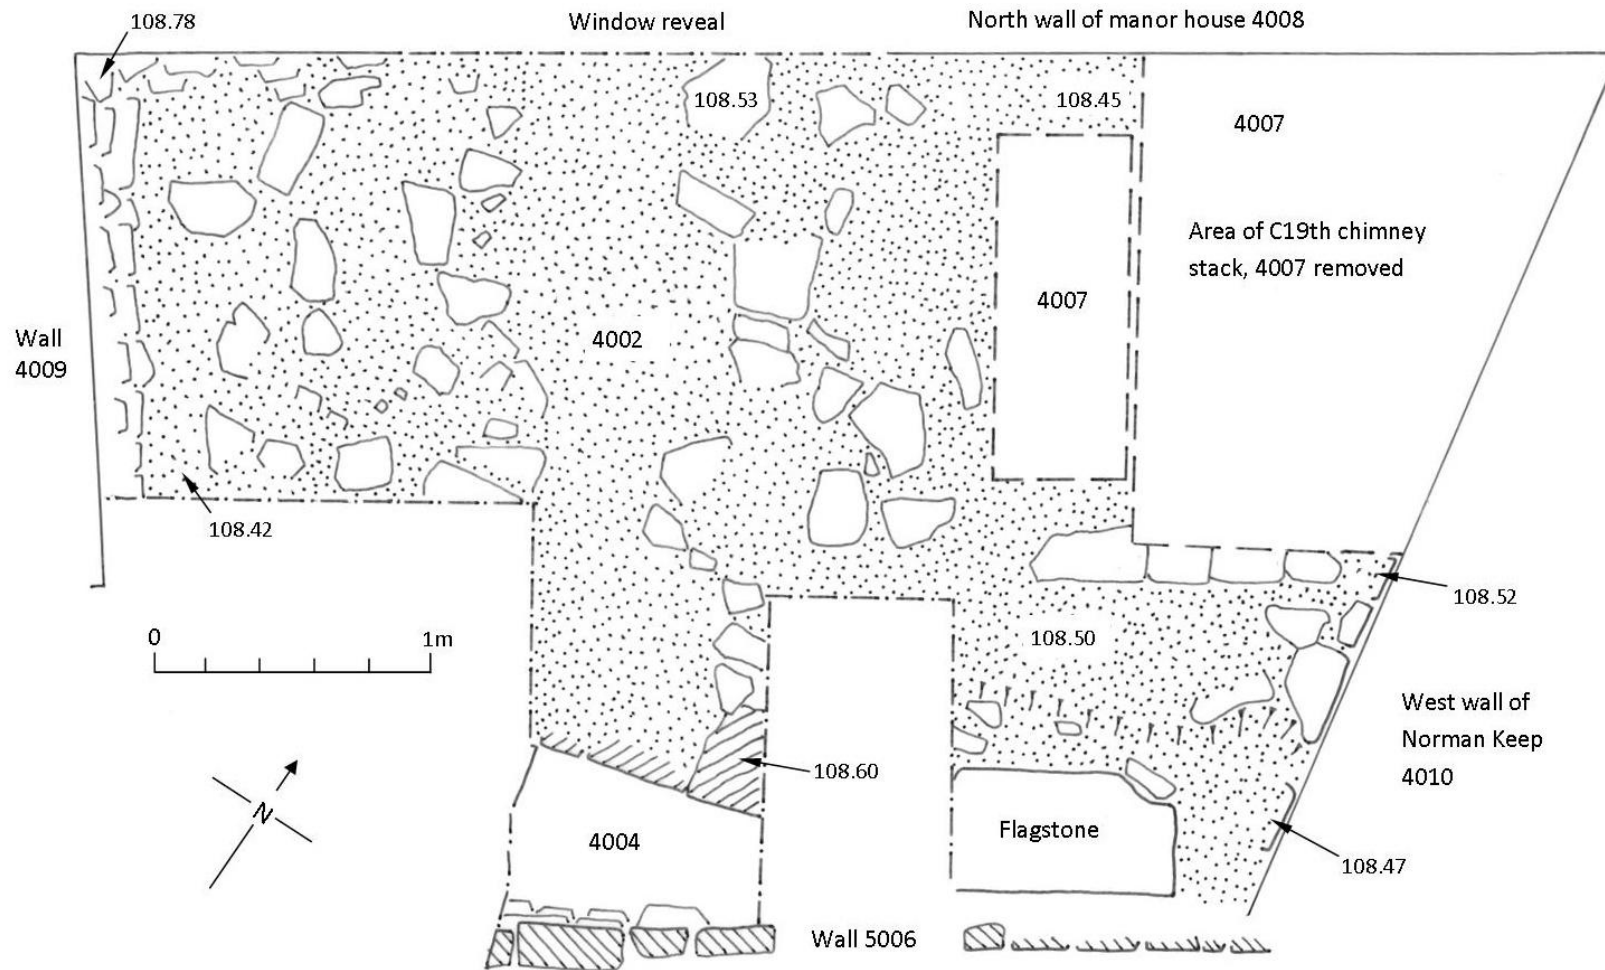 108.78
Window reveal
North wall of manor house 4008
108.53
108.45
4007
Area of C19th chimney
stack, 4007 removed
4007
Wall
4009
4002
108.42
108.52
0 1m
108.50
West wall of
Norman Keep
4010
108.60
N
Flagstone
4004
108.47
Wall 5006